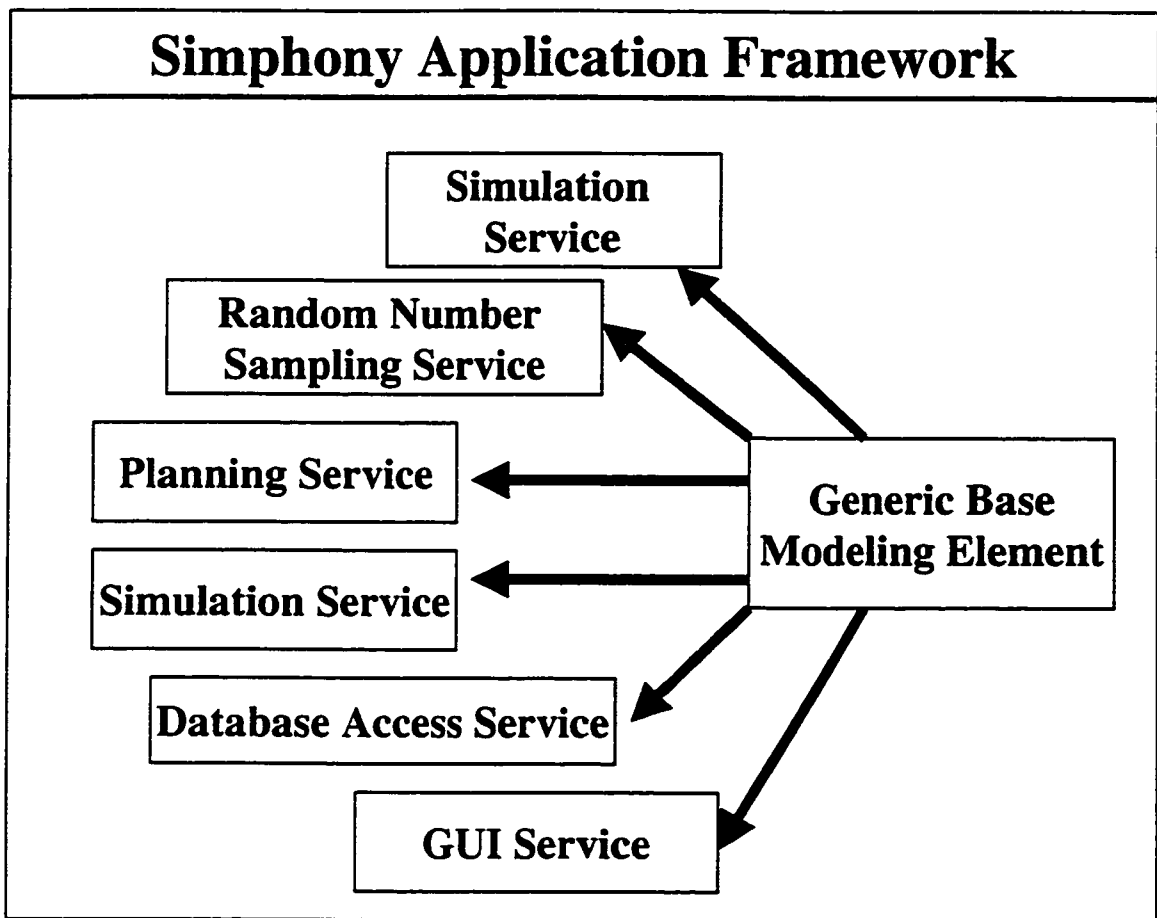 Simphony Application Framework
Simulation
Service
Random Number
Sampling Service
Planning Service
Generic Base
Modeling Element
Simulation Service
Database Access Service
GUI Service